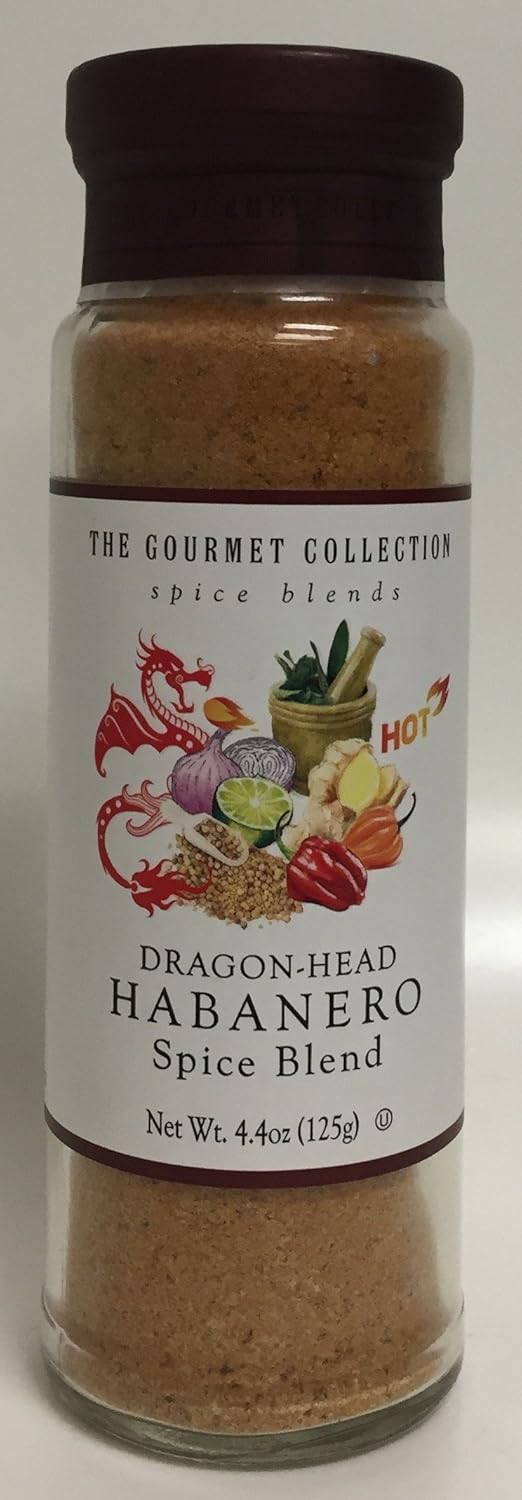 THE GOURMET COLLECTION
spice blends
HOT
DRAGON-HEAD
HABANERO
Spice Blend
Net Wt. 4.4oz (125g) Ⓤ